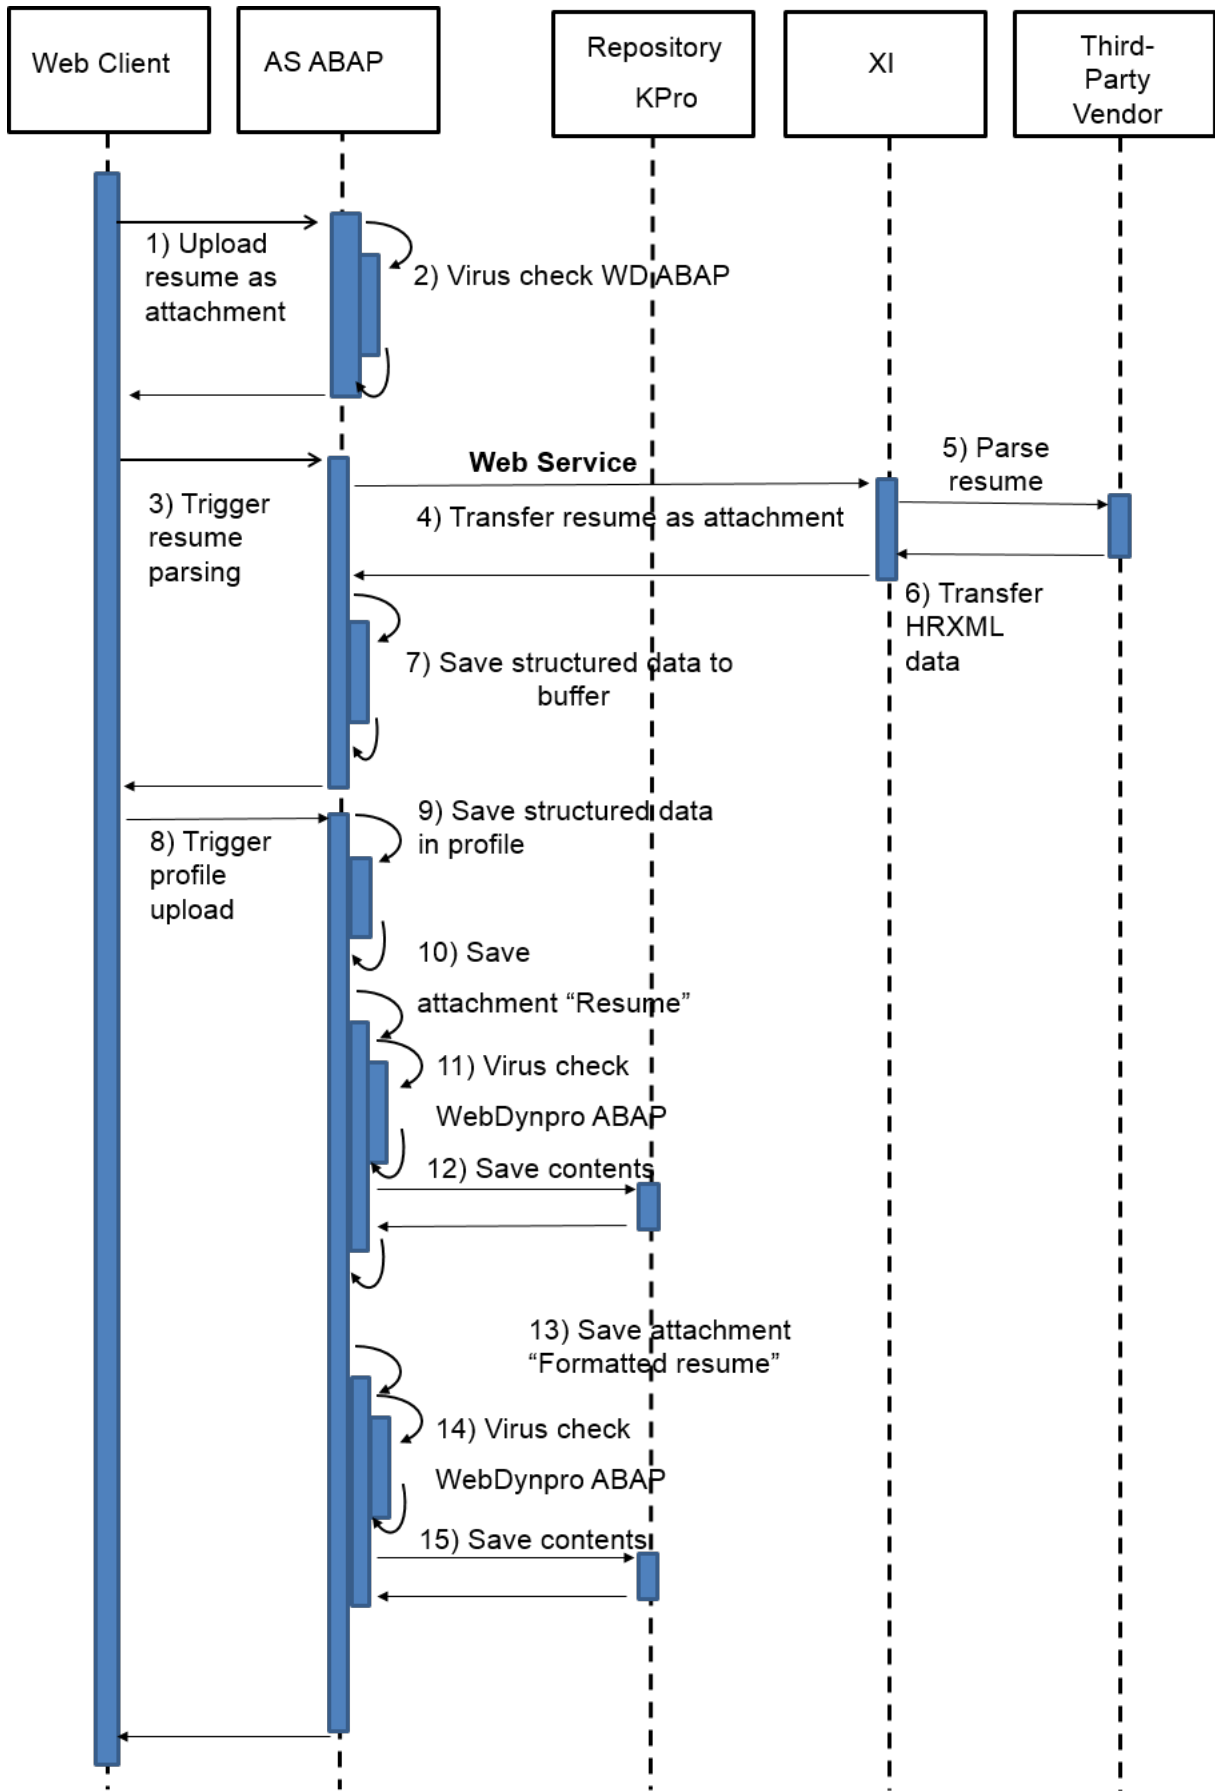 Web Client
AS ABAP
Repository
KPro
XI
Third-
Party
Vendor
1) Upload
resume as
attachment
2) Virus check WD ABAP
3) Trigger
resume
parsing
Web Service
4) Transfer resume as attachment
5) Parse
resume
6) Transfer
HRXML
data
7) Save structured data to
buffer
8) Trigger
profile
upload
9) Save structured data
in profile
10) Save
attachment “Resume”
11) Virus check
WebDynpro ABAP
12) Save contents
13) Save attachment
“Formatted resume”
14) Virus check
WebDynpro ABAP
15) Save contents